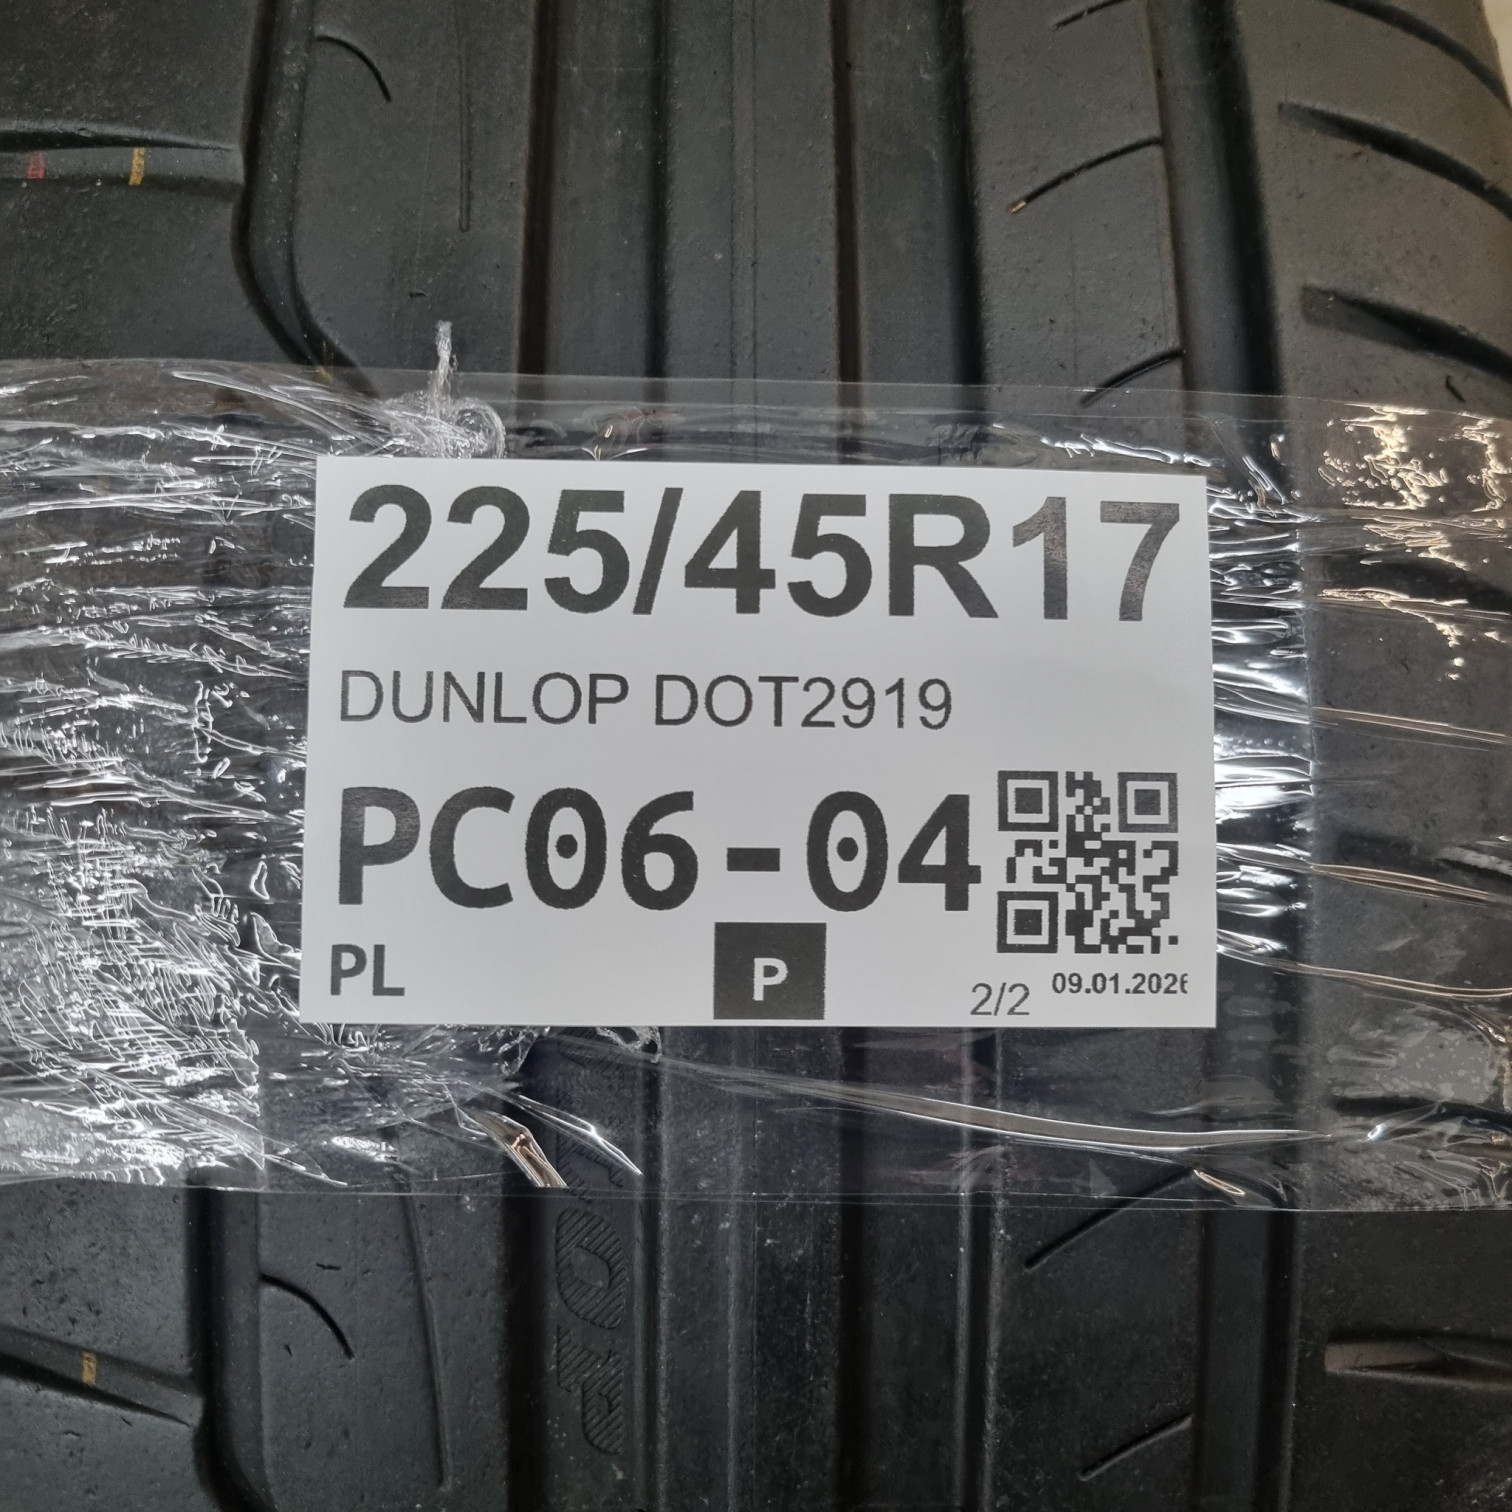 225/45R17
DUNLOP DOT2919
PC06-04
PL
P
2/2
09.01.2026